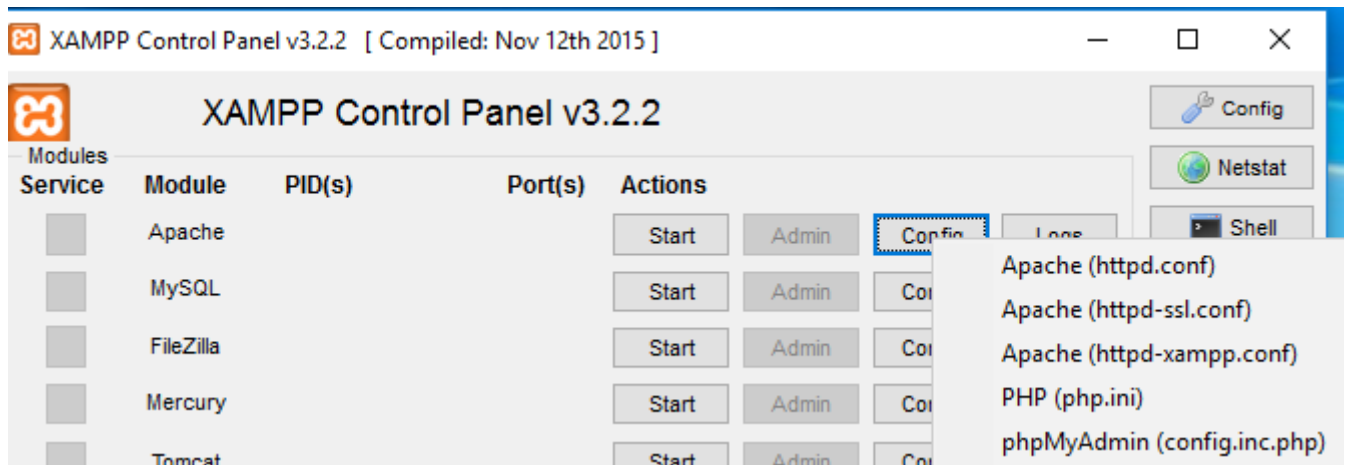 XAMPP Control Panel v3.2.2 [ Compiled: Nov 12th 2015 ]
XAMPP Control Panel v3.2.2
Config
Modules
Netstat
Service Module PID(s) Port(s) Actions
Shell
Apache Start Admin Config Logs
Apache (httpd.conf)
MySQL Start Admin
Apache (httpd-ssl.conf)
FileZilla Start Admin
Apache (httpd-xampp.conf)
Mercury Start Admin
PHP (php.ini)
Tomcat Start Admin
phpMyAdmin (config.inc.php)